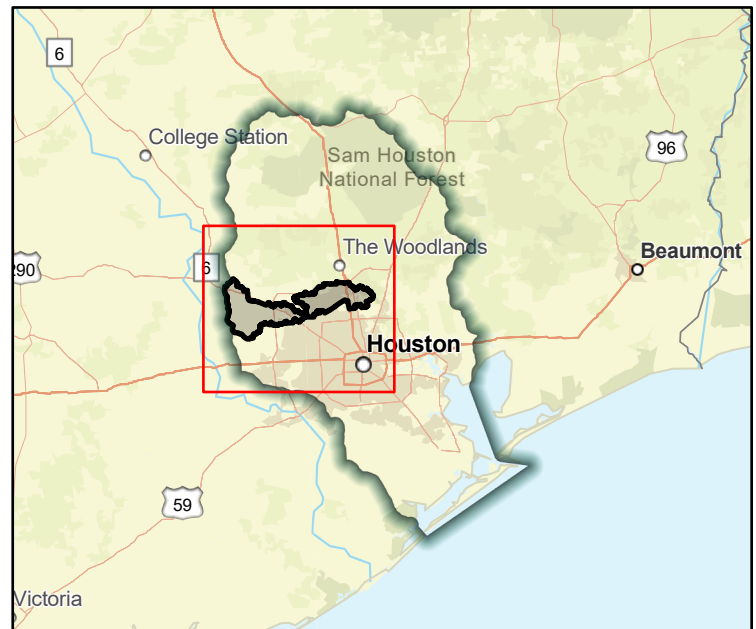 6
College Station
Sam Houston
National Forest
96
The Woodlands
Beaumont
290
6
Houston
59
Victoria